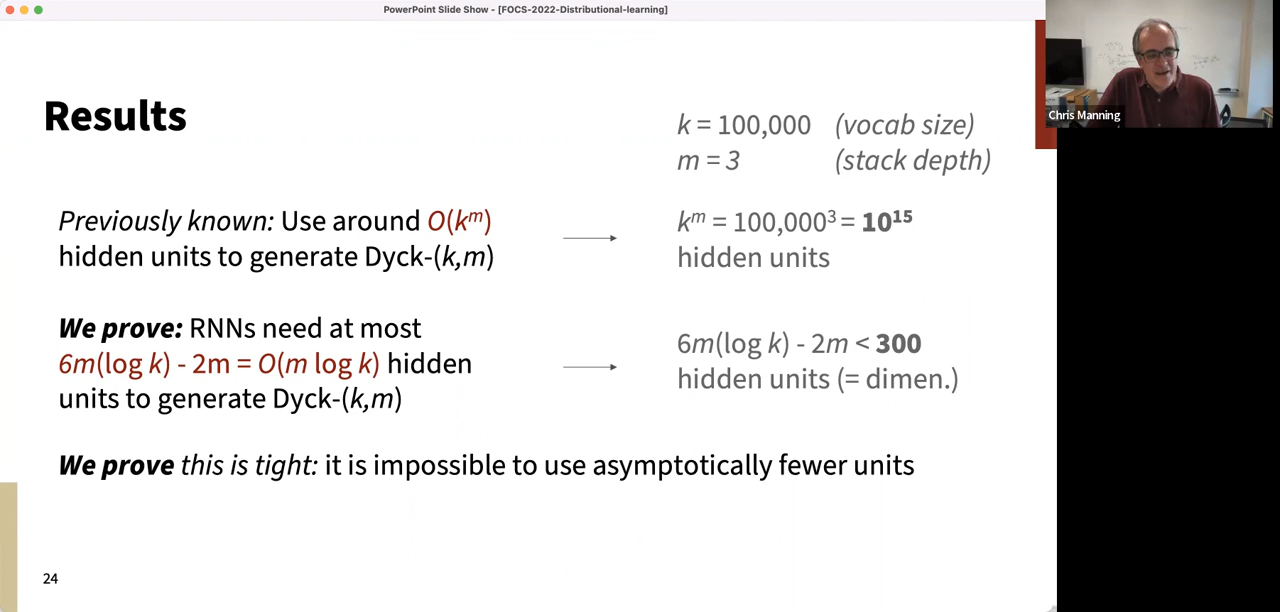 PowerPoint Slide Show - [FOCS-2022-Distributional-learning]
Chris Manning
Results
k = 100,000 (vocab size)
m = 3 (stack depth)
Previously known: Use around O(kᵐ)
hidden units to generate Dyck-(k,m)
kᵐ = 100,000³ = 10¹⁵
hidden units
We prove: RNNs need at most
6m(log k) - 2m = O(m log k) hidden
units to generate Dyck-(k,m)
6m(log k) - 2m < 300
hidden units (= dimen.)
We prove this is tight: it is impossible to use asymptotically fewer units
24